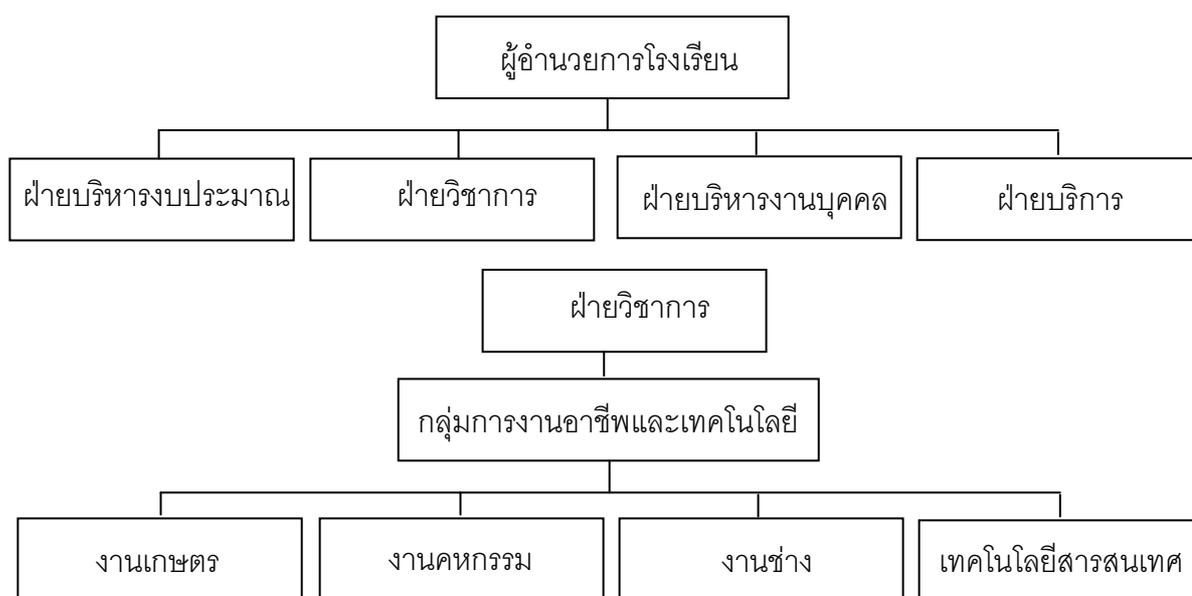 ผู้อำนวยการโรงเรียน
ฝ่ายบริหารงบประมาณ
ฝ่ายวิชาการ
ฝ่ายบริหารงานบุคคล
ฝ่ายบริการ
ฝ่ายวิชาการ
กลุ่มการงานอาชีพและเทคโนโลยี
งานเกษตร
งานคหกรรม
งานช่าง
เทคโนโลยีสารสนเทศ